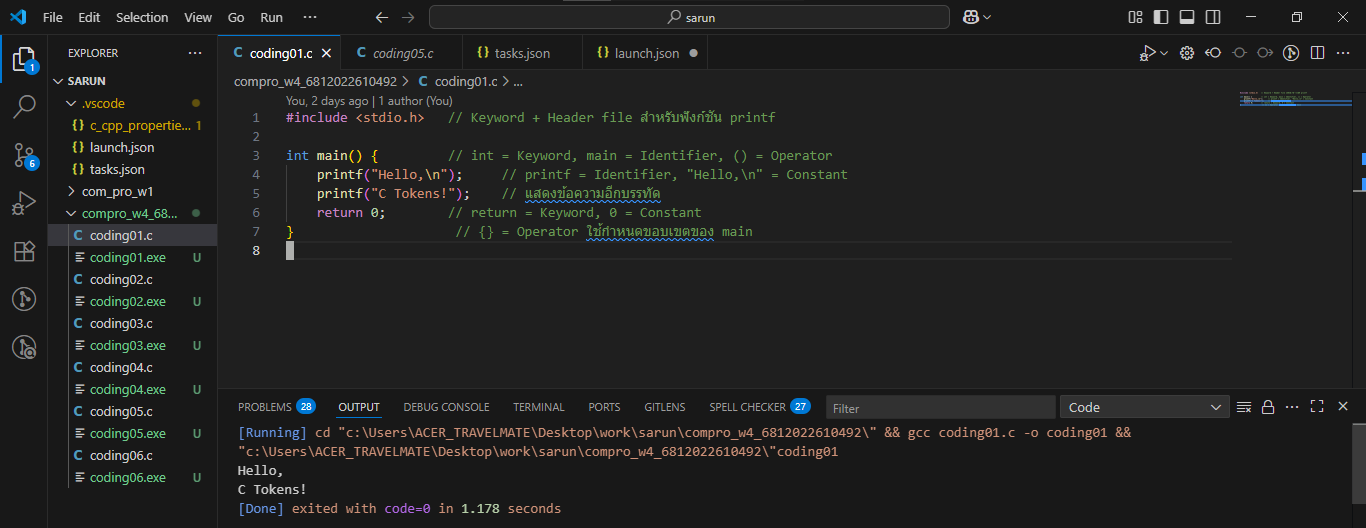 File Edit Selection View Go Run ··· sarun
EXPLORER ···
SARUN
.vscode
c_cpp_propertie... 1
launch.json
tasks.json
com_pro_w1
compro_w4_68...
coding01.c
coding01.exe U
coding02.c
coding02.exe U
coding03.c
coding03.exe U
coding04.c
coding04.exe U
coding05.c
coding05.exe U
coding06.c
coding06.exe U
1
6
coding01.c coding05.c tasks.json launch.json
compro_w4_6812022610492 > coding01.c > ...
You, 2 days ago | 1 author (You)
1 #include <stdio.h>   // Keyword + Header file สำหรับฟังก์ชัน printf
2
3 int main() {         // int = Keyword, main = Identifier, () = Operator
4     printf("Hello,\n");     // printf = Identifier, "Hello,\n" = Constant
5     printf("C Tokens!");    // แสดงข้อความอีกบรรทัด
6     return 0;        // return = Keyword, 0 = Constant
7 }                     // {} = Operator ใช้กำหนดขอบเขตของ main
8
PROBLEMS 28 OUTPUT DEBUG CONSOLE TERMINAL PORTS GITLENS SPELL CHECKER 27 Filter Code
[Running] cd "c:\Users\ACER_TRAVELMATE\Desktop\work\sarun\compro_w4_6812022610492\" && gcc coding01.c -o coding01 &&
"c:\Users\ACER_TRAVELMATE\Desktop\work\sarun\compro_w4_6812022610492\"coding01
Hello,
C Tokens!
[Done] exited with code=0 in 1.178 seconds